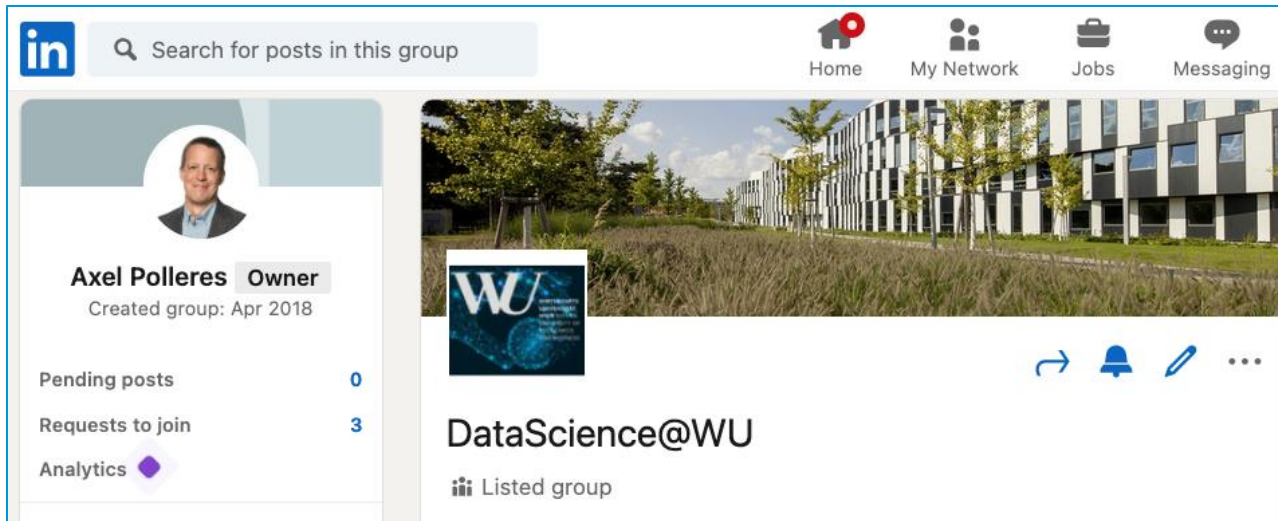 in
Search for posts in this group
Home
My Network
Jobs
Messaging
Axel Polleres Owner
Created group: Apr 2018
Pending posts 0
Requests to join 3
Analytics
WU
DataScience@WU
Listed group